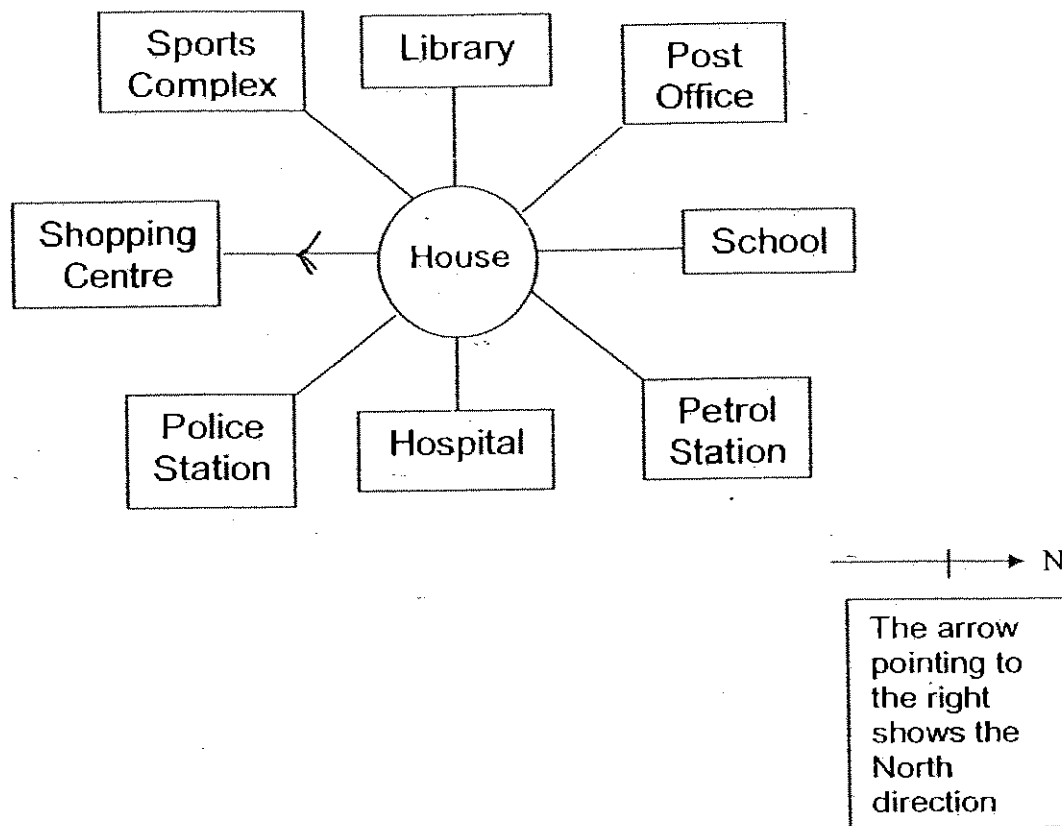 Sports
Complex
Library
Post
Office
Shopping
Centre
House
School
Police
Station
Hospital
Petrol
Station
N
The arrow
pointing to
the right
shows the
North
direction